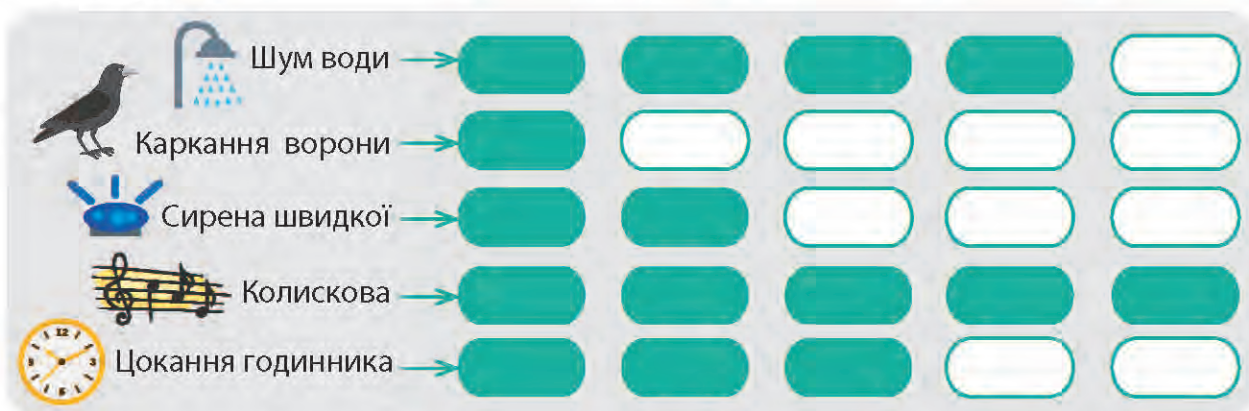 Шум води
Каркання ворони
Сирена швидкої
Колискова
Цокання годинника